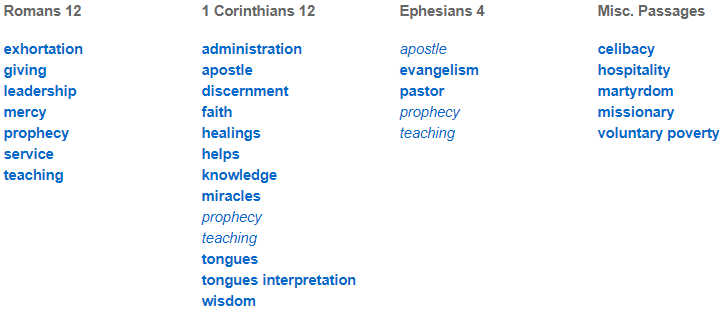 Romans 12
exhortation
giving
leadership
mercy
prophecy
service
teaching
1 Corinthians 12
administration
apostle
discernment
faith
healings
helps
knowledge
miracles
prophecy
teaching
tongues
tongues interpretation
wisdom
Ephesians 4
apostle
evangelism
pastor
prophecy
teaching
Misc. Passages
celibacy
hospitality
martyrdom
missionary
voluntary poverty